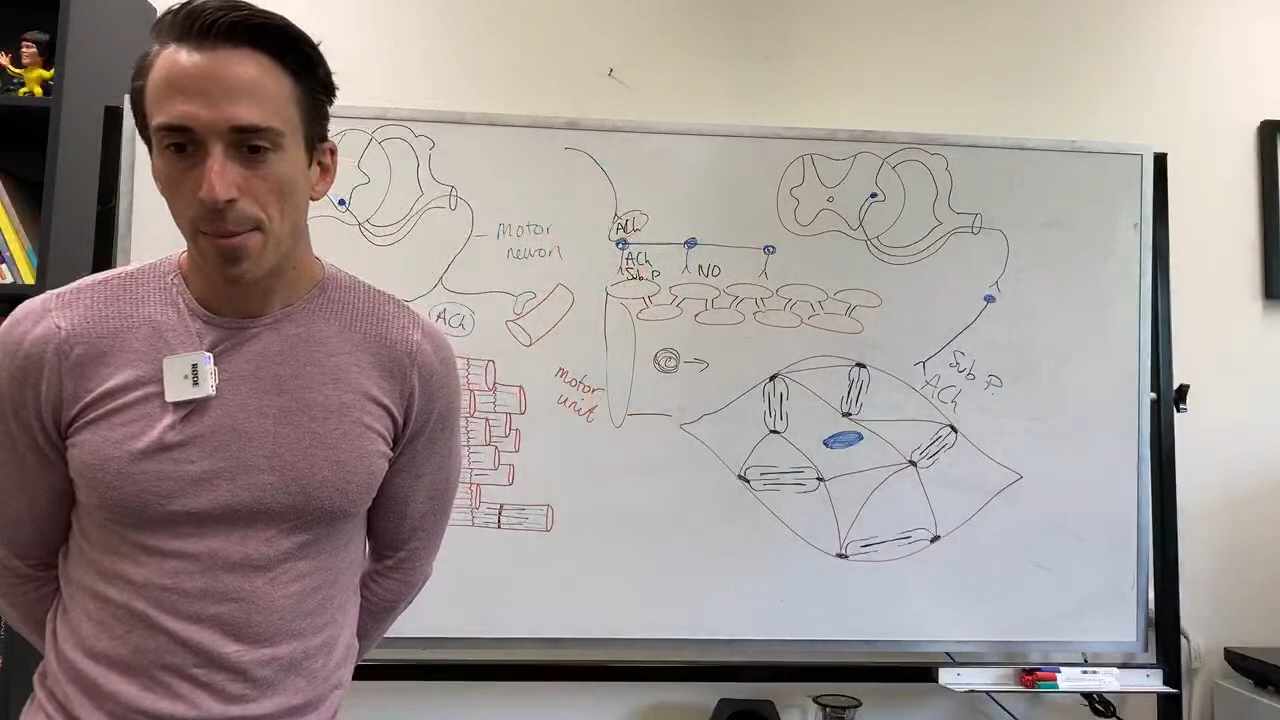 motor
neuron
ACh
motor
unit
ACh
ACh
Sub.P
NO
Sub P.
ACh
RODE